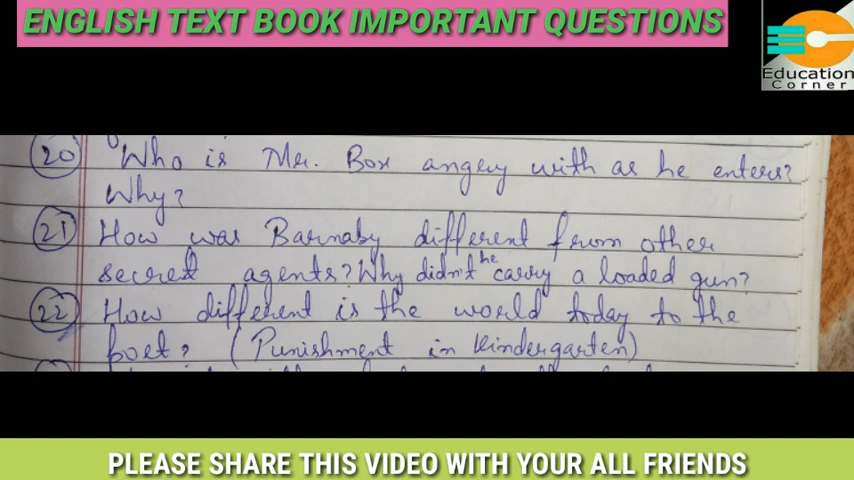 ENGLISH TEXT BOOK IMPORTANT QUESTIONS
Education
Corner
20 Who is Mr. Box angry with as he enters?
Why?
21 How was Barnaby different from other
secret agents? Why didn't he carry a loaded gun?
22 How different is the world today to the
poet? (Punishment in Kindergarten)
PLEASE SHARE THIS VIDEO WITH YOUR ALL FRIENDS